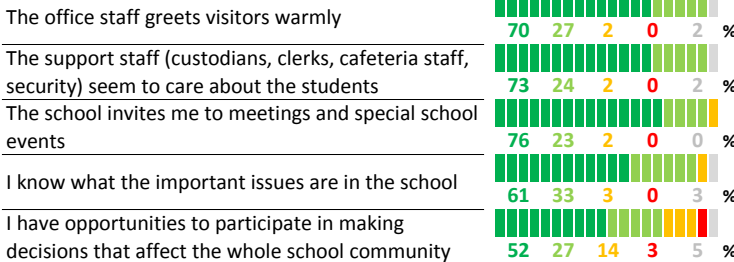 The office staff greets visitors warmly
70 27 2 0 2 %
The support staff (custodians, clerks, cafeteria staff,
security) seem to care about the students
73 24 2 0 2 %
The school invites me to meetings and special school
events
76 23 2 0 0 %
I know what the important issues are in the school
61 33 3 0 3 %
I have opportunities to participate in making
decisions that affect the whole school community
52 27 14 3 5 %